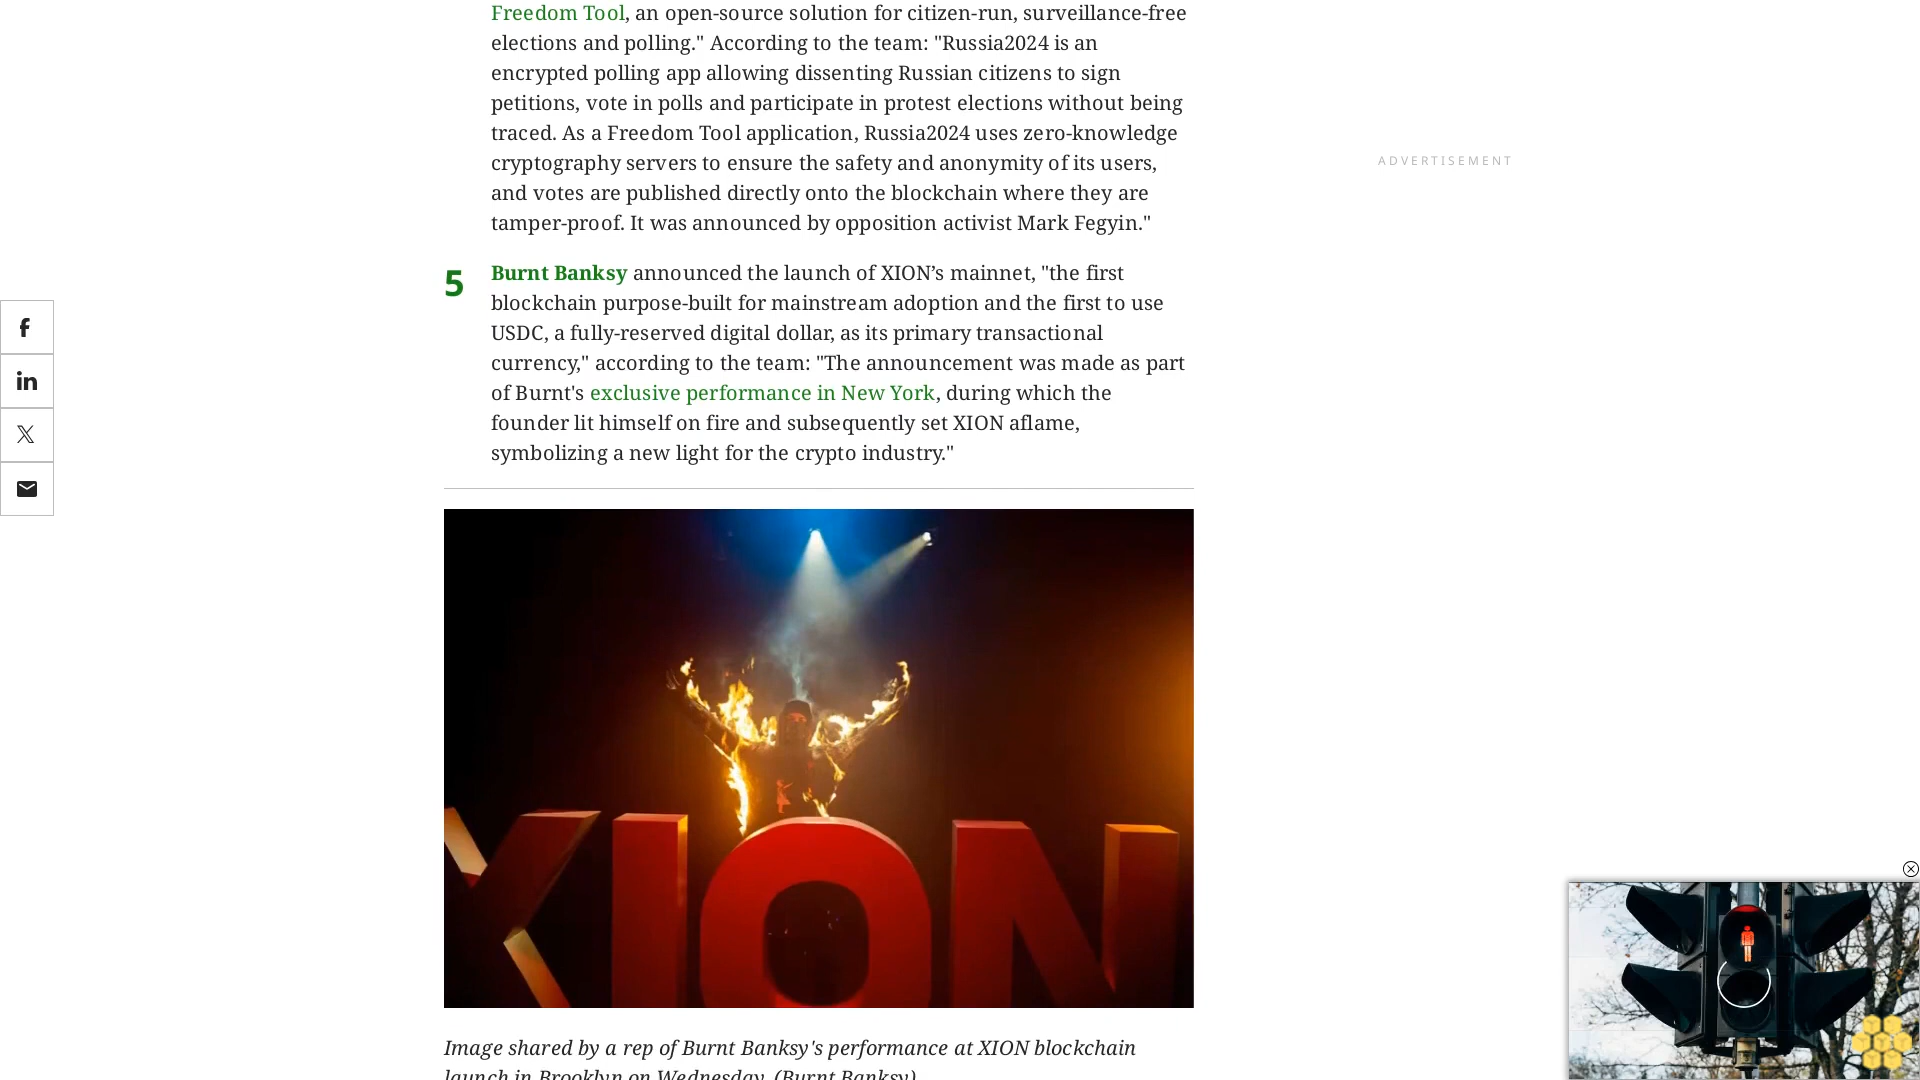 Freedom Tool, an open-source solution for citizen-run, surveillance-free
elections and polling." According to the team: "Russia2024 is an
encrypted polling app allowing dissenting Russian citizens to sign
petitions, vote in polls and participate in protest elections without being
traced. As a Freedom Tool application, Russia2024 uses zero-knowledge
cryptography servers to ensure the safety and anonymity of its users,
and votes are published directly onto the blockchain where they are
tamper-proof. It was announced by opposition activist Mark Fegyin."
ADVERTISEMENT
5 Burnt Banksy announced the launch of XION’s mainnet, "the first
blockchain purpose-built for mainstream adoption and the first to use
USDC, a fully-reserved digital dollar, as its primary transactional
currency," according to the team: "The announcement was made as part
of Burnt's exclusive performance in New York, during which the
founder lit himself on fire and subsequently set XION aflame,
symbolizing a new light for the crypto industry."
XION
Image shared by a rep of Burnt Banksy's performance at XION blockchain
launch in Brooklyn on Wednesday. (Burnt Banksy)